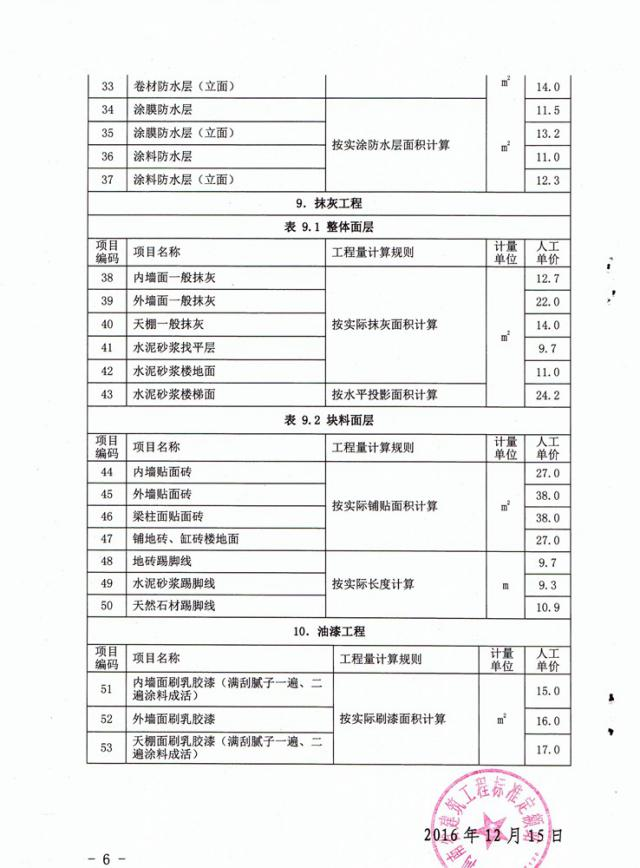 33 卷材防水层（立面） m² 14.0
34 涂膜防水层 按实涂防水层面积计算 m² 11.5
35 涂膜防水层（立面） 13.2
36 涂料防水层 11.0
37 涂料防水层（立面） 12.3
9. 抹灰工程
表 9.1 整体面层
项目编码 项目名称 工程量计算规则 计量单位 人工单价
38 内墙面一般抹灰 按实际抹灰面积计算 m² 12.7
39 外墙面一般抹灰 22.0
40 天棚一般抹灰 14.0
41 水泥砂浆找平层 9.7
42 水泥砂浆楼地面 11.0
43 水泥砂浆楼梯面 按水平投影面积计算 24.2
表 9.2 块料面层
项目编码 项目名称 工程量计算规则 计量单位 人工单价
44 内墙贴面砖 按实际铺贴面积计算 m² 27.0
45 外墙贴面砖 38.0
46 梁柱面贴面砖 38.0
47 铺地砖、缸砖楼地面 27.0
48 地砖踢脚线 按实际长度计算 m 9.7
49 水泥砂浆踢脚线 9.3
50 天然石材踢脚线 10.9
10. 油漆工程
项目编码 项目名称 工程量计算规则 计量单位 人工单价
51 内墙面刷乳胶漆（满刮腻子一遍、二遍涂料成活） 按实际刷漆面积计算 m² 15.0
52 外墙面刷乳胶漆 16.0
53 天棚面刷乳胶漆（满刮腻子一遍、二遍涂料成活） 17.0
建筑工程标准定额
2016 年 12 月 15 日
- 6 -